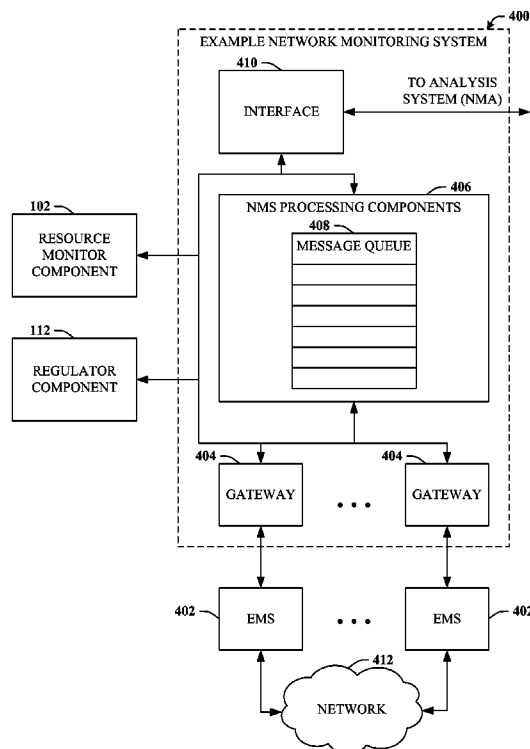 400
EXAMPLE NETWORK MONITORING SYSTEM
410
INTERFACE
TO ANALYSIS
SYSTEM (NMA)
406
NMS PROCESSING COMPONENTS
408
MESSAGE QUEUE
102
RESOURCE
MONITOR
COMPONENT
112
REGULATOR
COMPONENT
404
GATEWAY
• • •
404
GATEWAY
402
EMS
• • •
EMS
402
412
NETWORK